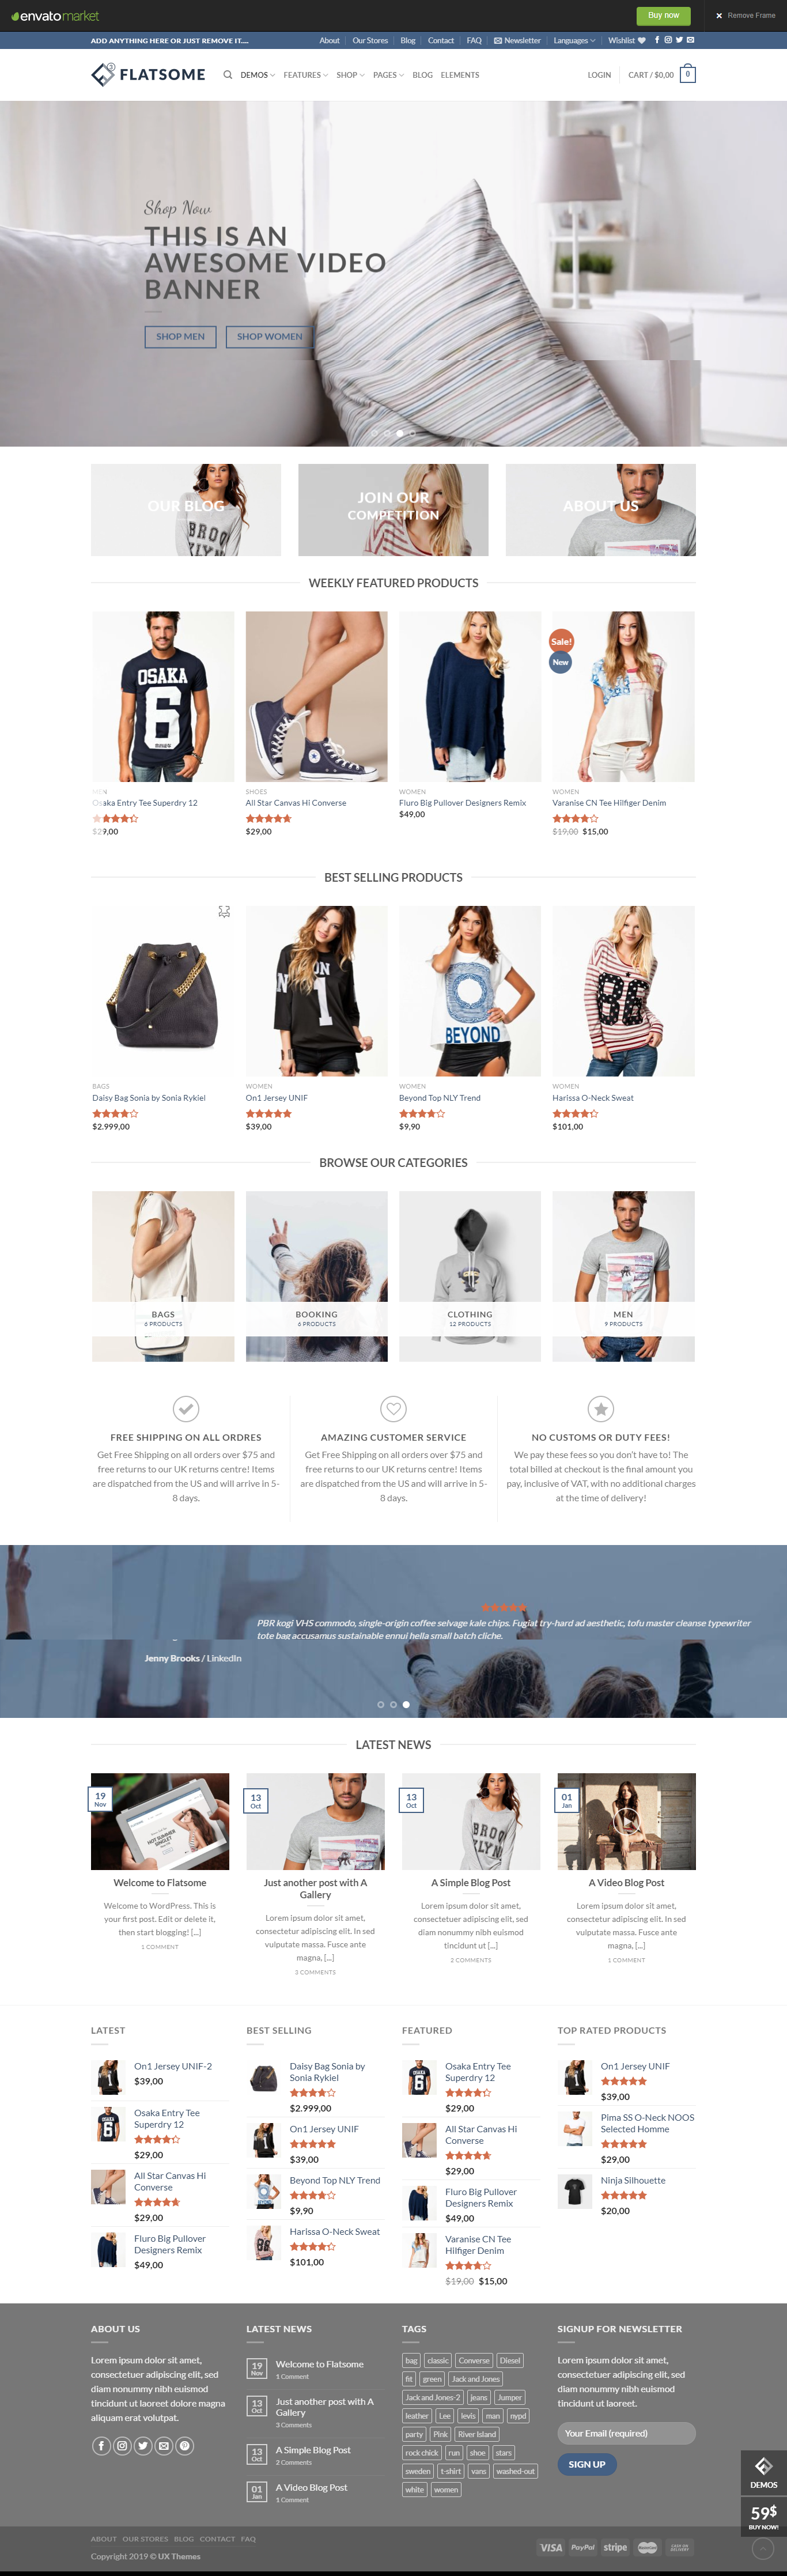 envato market
Buy now
Remove Frame
ADD ANYTHING HERE OR JUST REMOVE IT...
About
Our Stores
Blog
Contact
FAQ
Newsletter
Languages
Wishlist
FLATSOME
DEMOS
FEATURES
SHOP
PAGES
BLOG
ELEMENTS
LOGIN
CART / $0,00
0
Shop Now
THIS IS AN
AWESOME VIDEO
BANNER
SHOP MEN
SHOP WOMEN
OUR BLOG
BROOKLYN
JOIN OUR
COMPETITION
ABOUT US
WEEKLY FEATURED PRODUCTS
OSAKA
6
Sale!
New
MEN
Osaka Entry Tee Superdry 12
$29,00
SHOES
All Star Canvas Hi Converse
$29,00
WOMEN
Fluro Big Pullover Designers Remix
$49,00
WOMEN
Varanise CN Tee Hilfiger Denim
$19,00 $15,00
BEST SELLING PRODUCTS
1
BEYOND
86
BAGS
Daisy Bag Sonia by Sonia Rykiel
$2.999,00
WOMEN
On1 Jersey UNIF
$39,00
WOMEN
Beyond Top NLY Trend
$9,90
WOMEN
Harissa O-Neck Sweat
$101,00
BROWSE OUR CATEGORIES
BAGS
6 PRODUCTS
BOOKING
6 PRODUCTS
CLOTHING
12 PRODUCTS
MEN
9 PRODUCTS
FREE SHIPPING ON ALL ORDRES
Get Free Shipping on all orders over $75 and
free returns to our UK returns centre! Items
are dispatched from the US and will arrive in 5-
8 days.
AMAZING CUSTOMER SERVICE
Get Free Shipping on all orders over $75 and
free returns to our UK returns centre! Items
are dispatched from the US and will arrive in 5-
8 days.
NO CUSTOMS OR DUTY FEES!
We pay these fees so you don't have to! The
total billed at checkout is the final amount you
pay, inclusive of VAT, with no additional charges
at the time of delivery!
PBR kogi VHS commodo, single-origin coffee selvage kale chips. Fugiat try-hard ad aesthetic, tofu master cleanse typewriter
tote bag accusamus sustainable ennui hella small batch cliche.
Jenny Brooks / LinkedIn
LATEST NEWS
19
Nov
HOT SUMMER
SINGLET
Welcome to Flatsome
Welcome to WordPress. This is
your first post. Edit or delete it,
then start blogging! [...]
1 COMMENT
13
Oct
Just another post with A
Gallery
Lorem ipsum dolor sit amet,
consectetur adipiscing elit. In sed
vulputate massa. Fusce ante
magna, [...]
3 COMMENTS
13
Oct
BROOKLYN
A Simple Blog Post
Lorem ipsum dolor sit amet,
consectetuer adipiscing elit, sed
diam nonummy nibh euismod
tincidunt ut [...]
2 COMMENTS
01
Jan
A Video Blog Post
Lorem ipsum dolor sit amet,
consectetur adipiscing elit. In sed
vulputate massa. Fusce ante
magna, [...]
1 COMMENT
LATEST
On1 Jersey UNIF-2
$39,00
Osaka Entry Tee
Superdry 12
$29,00
All Star Canvas Hi
Converse
$29,00
Fluro Big Pullover
Designers Remix
$49,00
BEST SELLING
Daisy Bag Sonia by
Sonia Rykiel
$2.999,00
On1 Jersey UNIF
$39,00
Beyond Top NLY Trend
$9,90
Harissa O-Neck Sweat
$101,00
FEATURED
Osaka Entry Tee
Superdry 12
$29,00
All Star Canvas Hi
Converse
$29,00
Fluro Big Pullover
Designers Remix
$49,00
Varanise CN Tee
Hilfiger Denim
$19,00 $15,00
TOP RATED PRODUCTS
On1 Jersey UNIF
$39,00
Pima SS O-Neck NOOS
Selected Homme
$29,00
Ninja Silhouette
$20,00
ABOUT US
Lorem ipsum dolor sit amet,
consectetuer adipiscing elit, sed
diam nonummy nibh euismod
tincidunt ut laoreet dolore magna
aliquam erat volutpat.
LATEST NEWS
19
Nov
Welcome to Flatsome
1 Comment
13
Oct
Just another post with A
Gallery
3 Comments
13
Oct
A Simple Blog Post
2 Comments
01
Jan
A Video Blog Post
1 Comment
TAGS
bag classic Converse Diesel
fit green Jack and Jones
Jack and Jones-2 jeans Jumper
leather Lee levis man nypd
party Pink River Island
rock chick run shoe stars
sweden t-shirt vans washed-out
white women
SIGNUP FOR NEWSLETTER
Lorem ipsum dolor sit amet,
consectetuer adipiscing elit, sed
diam nonummy nibh euismod
tincidunt ut laoreet.
Your Email (required)
SIGN UP
DEMOS
59$
BUY NOW!
ABOUT OUR STORES BLOG CONTACT FAQ
Copyright 2019 © UX Themes
VISA PayPal stripe MasterCard CASH ON DELIVERY